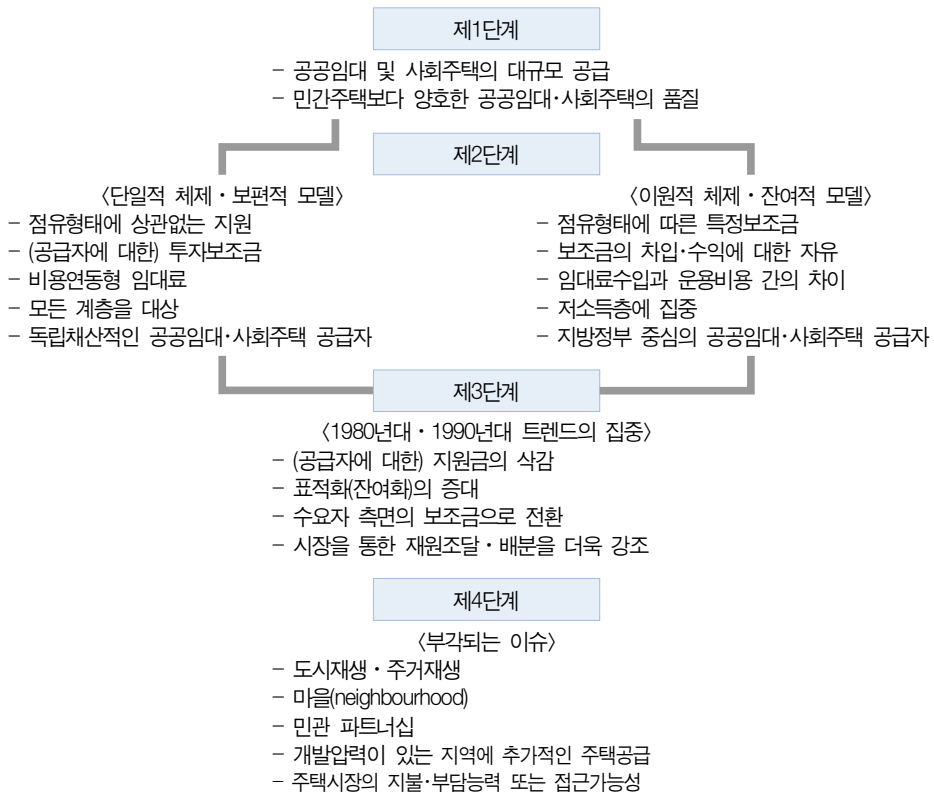 제1단계
- 공공임대 및 사회주택의 대규모 공급
- 민간주택보다 양호한 공공임대·사회주택의 품질
제2단계
〈단일적 체제·보편적 모델〉
- 점유형태에 상관없는 지원
- (공급자에 대한) 투자보조금
- 비용연동형 임대료
- 모든 계층을 대상
- 독립채산적인 공공임대·사회주택 공급자
〈이원적 체제·잔여적 모델〉
- 점유형태에 따른 특정보조금
- 보조금의 차입·수익에 대한 자유
- 임대료수입과 운용비용 간의 차이
- 저소득층에 집중
- 지방정부 중심의 공공임대·사회주택 공급자
제3단계
〈1980년대·1990년대 트렌드의 집중〉
- (공급자에 대한) 지원금의 삭감
- 표적화(잔여화)의 증대
- 수요자 측면의 보조금으로 전환
- 시장을 통한 재원조달·배분을 더욱 강조
제4단계
〈부각되는 이슈〉
- 도시재생·주거재생
- 마을(neighbourhood)
- 민관 파트너십
- 개발압력이 있는 지역에 추가적인 주택공급
- 주택시장의 지불·부담능력 또는 접근가능성